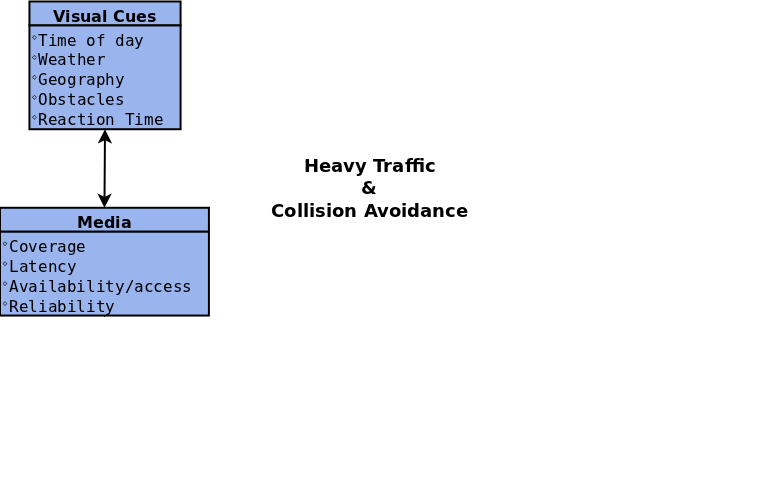 Visual Cues
Time of day
Weather
Geography
Obstacles
Reaction Time
Heavy Traffic
&
Collision Avoidance
Media
Coverage
Latency
Availability/access
Reliability